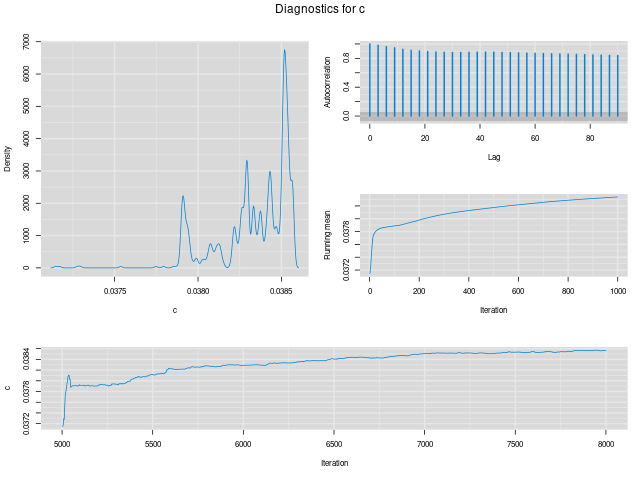 Diagnostics for c
Density
0 1000 2000 3000 4000 5000 6000 7000
0.0375 0.0380 0.0385
c
Autocorrelation
0.0 0.4 0.8
0 20 40 60 80
Lag
Running mean
0.0372 0.0378
0 200 400 600 800 1000
Iteration
c
0.0372 0.0378 0.0384
5000 5500 6000 6500 7000 7500 8000
Iteration